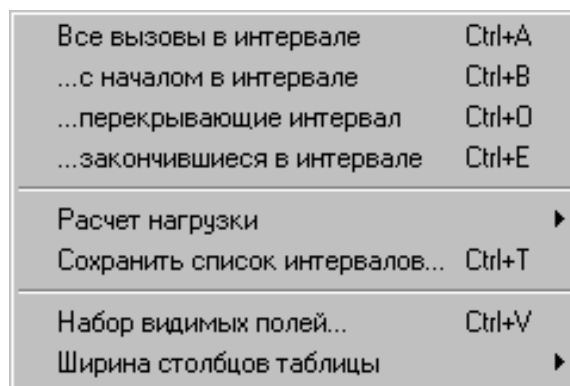 Все вызовы в интервале Ctrl+A
...с началом в интервале Ctrl+B
...перекрывающие интервал Ctrl+O
...закончившиеся в интервале Ctrl+E
Расчет нагрузки
Сохранить список интервалов... Ctrl+T
Набор видимых полей... Ctrl+V
Ширина столбцов таблицы